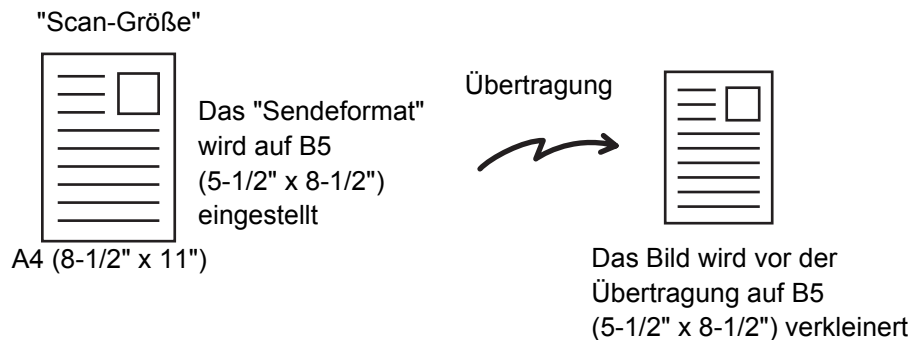 "Scan-Größe"
Das "Sendeformat"
wird auf B5
(5-1/2" x 8-1/2")
eingestellt
A4 (8-1/2" x 11")
Übertragung
Das Bild wird vor der
Übertragung auf B5
(5-1/2" x 8-1/2") verkleinert